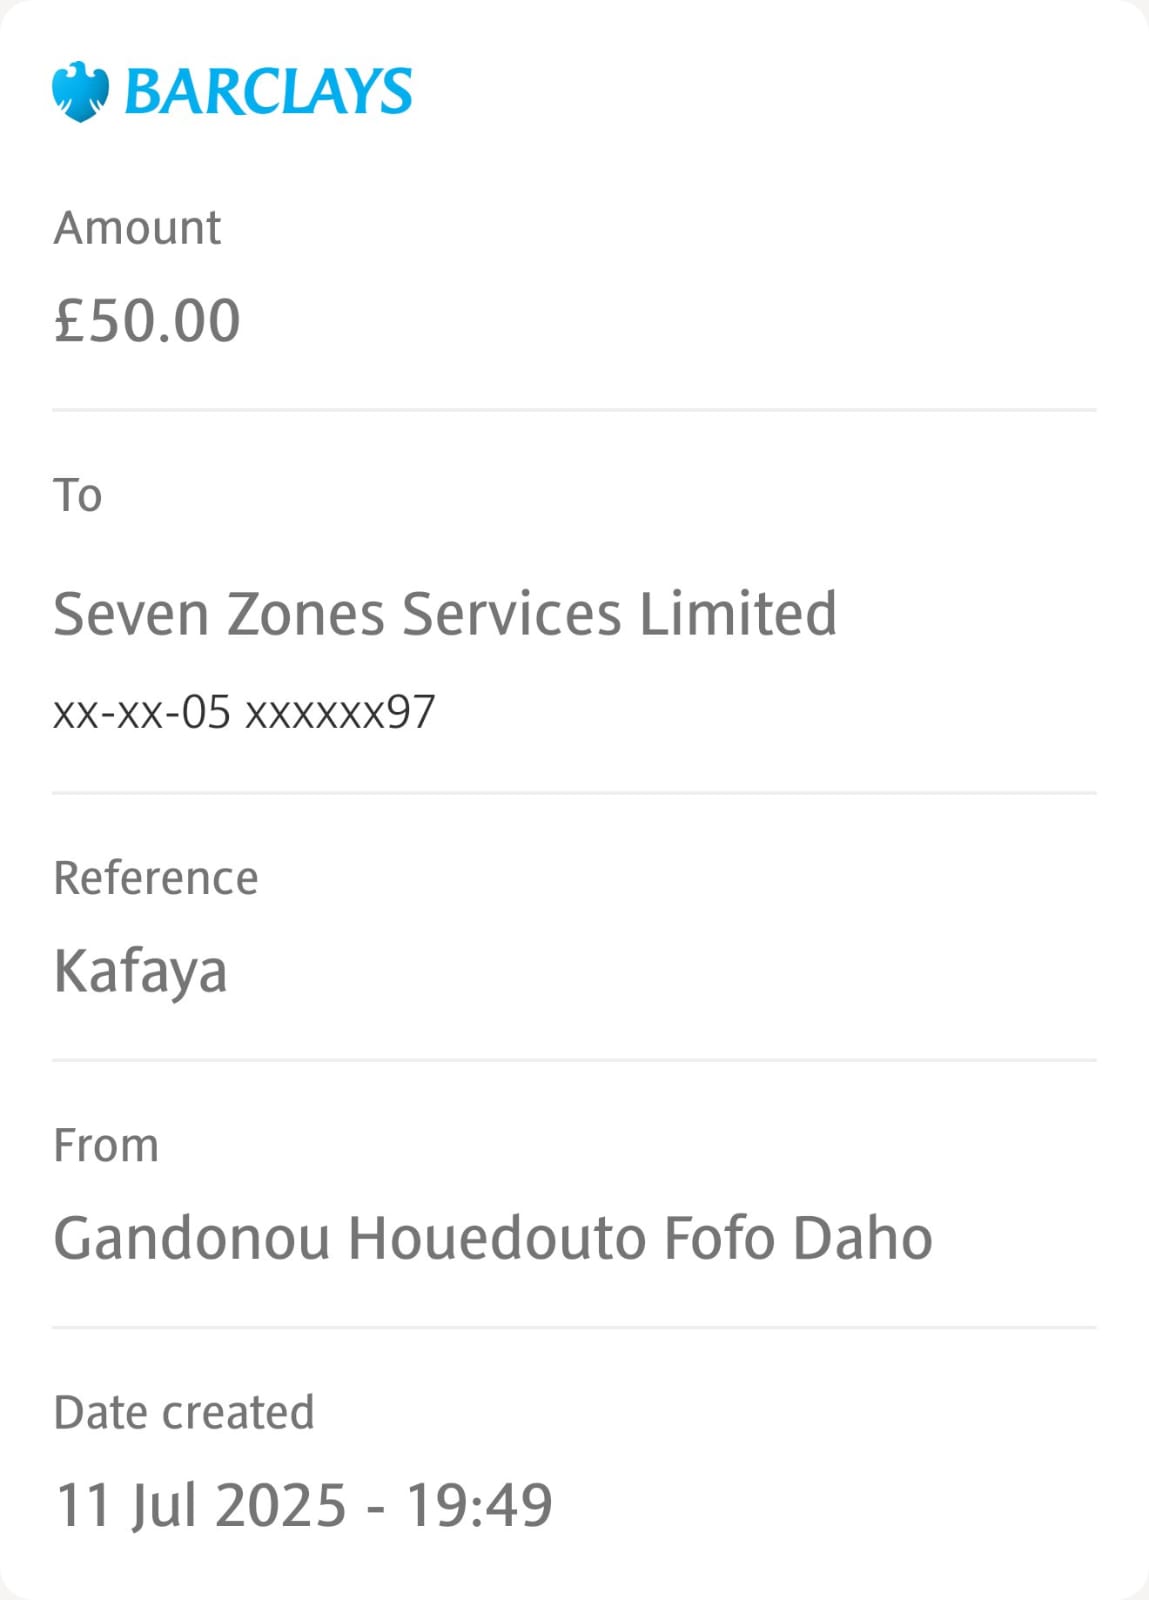 BARCLAYS
Amount
£50.00
To
Seven Zones Services Limited
xx-xx-05 xxxxxx97
Reference
Kafaya
From
Gandonou Houedouto Fofo Daho
Date created
11 Jul 2025 - 19:49